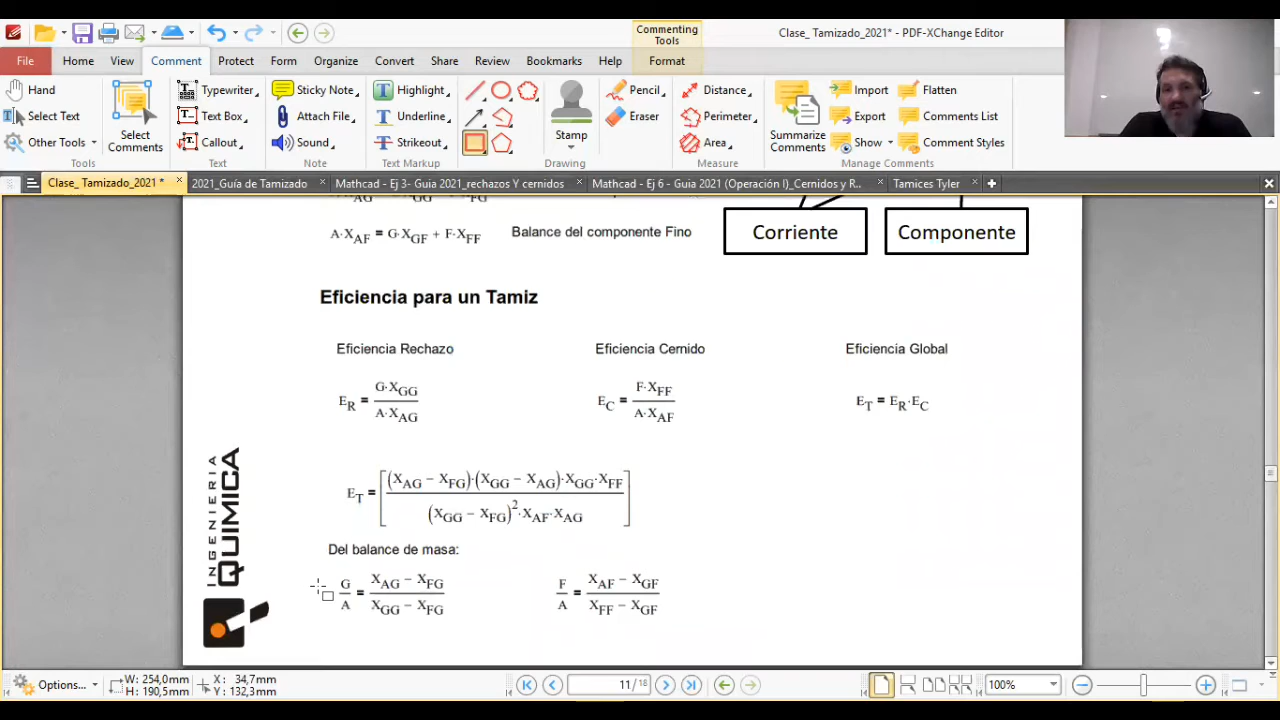 Commenting
Tools
Clase_ Tamizado_2021* - PDF-XChange Editor
File Home View Comment Protect Form Organize Convert Share Review Bookmarks Help Format
Hand
Select Text
Other Tools
Tools
Select
Comments
Typewriter
Text Box
Callout
Text
Sticky Note
Attach File
Sound
Note
Highlight
Underline
Strikeout
Text Markup
Stamp
Pencil
Eraser
Drawing
Distance
Perimeter
Area
Measure
Summarize
Comments
Import
Export
Show
Flatten
Comments List
Comment Styles
Manage Comments
Clase_ Tamizado_2021 *
2021_Guía de Tamizado
Mathcad - Ej 3- Guia 2021_rechazos Y cernidos
Mathcad - Ej 6 - Guia 2021 (Operación I)_Cernidos y R...
Tamices Tyler
A·X_AF = G·X_GF + F·X_FF Balance del componente Fino
Corriente
Componente
Eficiencia para un Tamiz
Eficiencia Rechazo Eficiencia Cernido Eficiencia Global
E_R = G·X_GG / A·X_AG
E_C = F·X_FF / A·X_AF
E_T = E_R·E_C
E_T = [(X_AG − X_FG)·(X_GG − X_AG)·X_GG·X_FF / (X_GG − X_FG)^2·X_AF·X_AG]
Del balance de masa:
G/A = X_AG − X_FG / X_GG − X_FG
F/A = X_AF − X_GF / X_FF − X_GF
INGENIERIA
QUIMICA
Options...
W: 254,0mm
H: 190,5mm
X: 34,7mm
Y: 132,3mm
11/18
100%